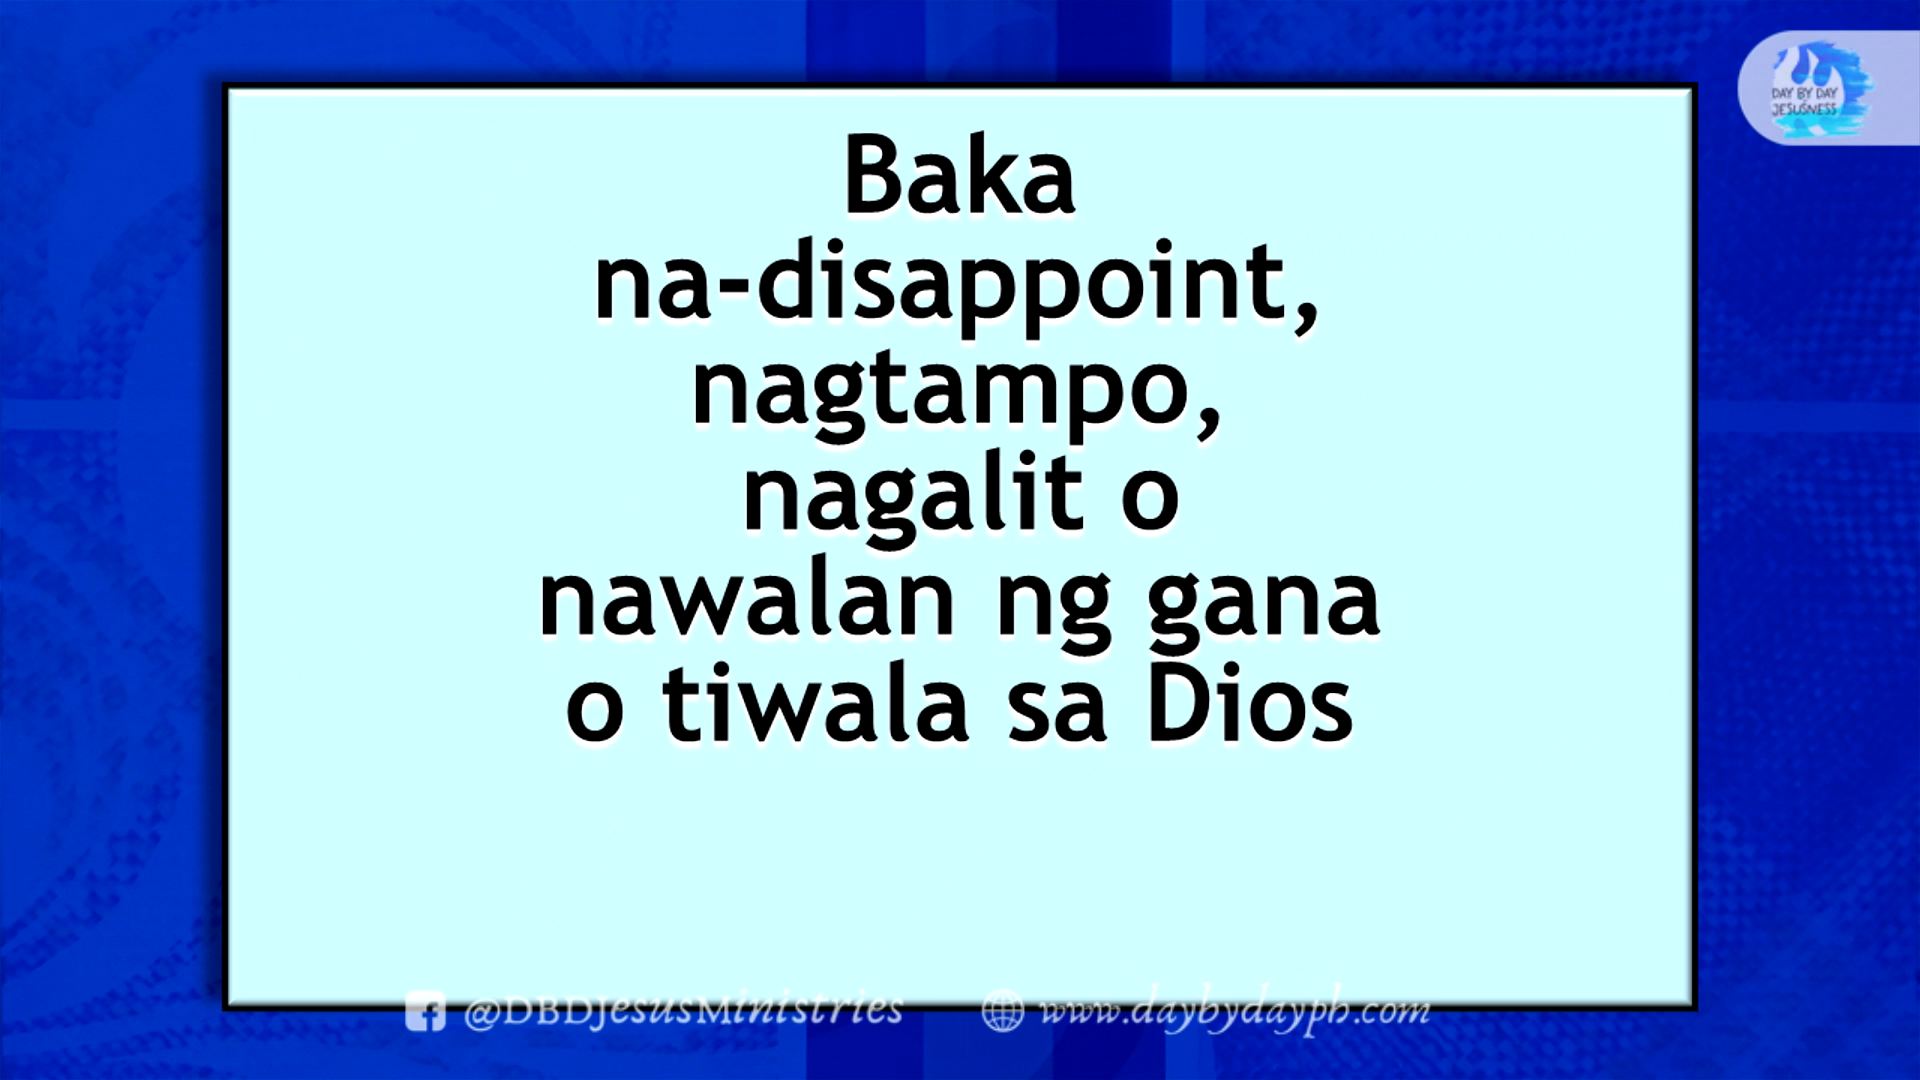 DAY BY DAY
JESUSNESS
Baka
na-disappoint,
nagtampo,
nagalit o
nawalan ng gana
o tiwala sa Dios
@DBDJesusMinistries
www.daybydayph.com